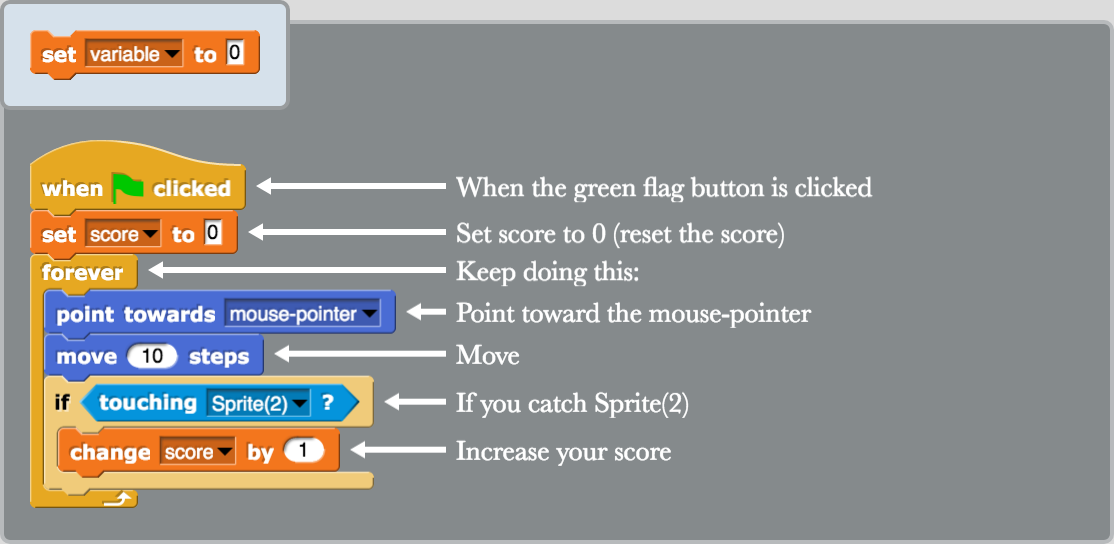 set variable to 0
when clicked When the green flag button is clicked
set score to 0 Set score to 0 (reset the score)
forever Keep doing this:
point towards mouse-pointer Point toward the mouse-pointer
move 10 steps Move
if touching Sprite(2) ? If you catch Sprite(2)
change score by 1 Increase your score